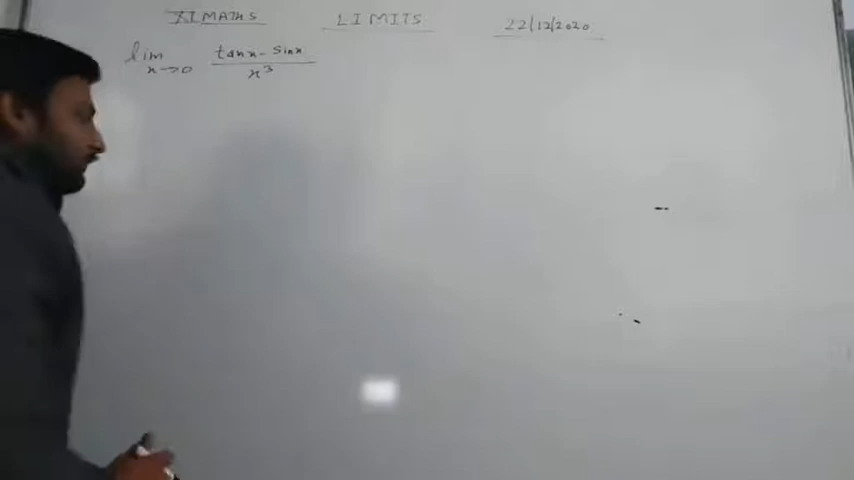 XI MATHS LIMITS 22/12/2020
lim tanx - sinx
x→0 x³